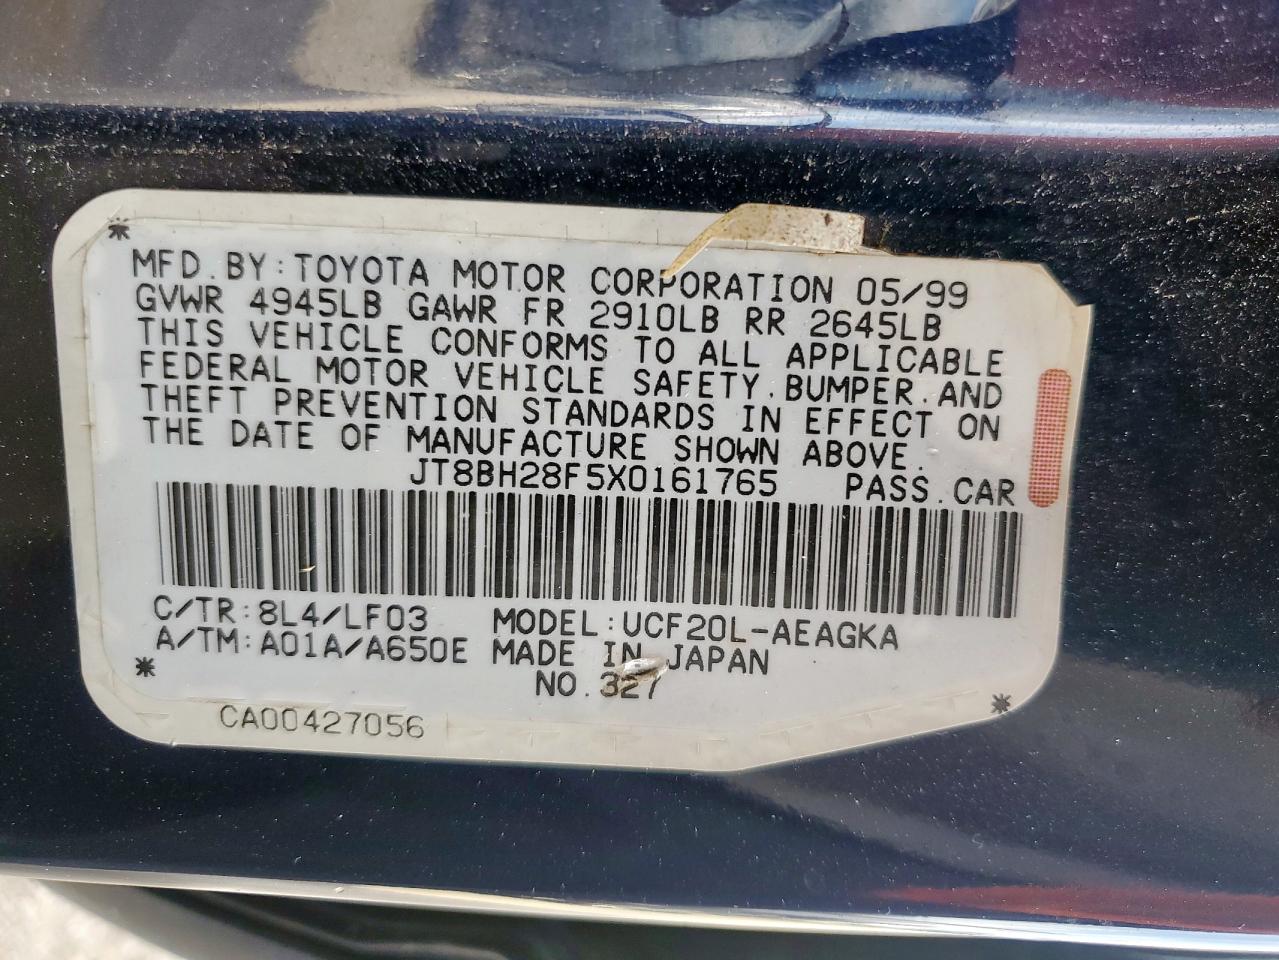 MFD.BY:TOYOTA MOTOR CORPORATION 05/99
GVWR 4945LB GAWR FR 2910LB RR 2645LB
THIS VEHICLE CONFORMS TO ALL APPLICABLE
FEDERAL MOTOR VEHICLE SAFETY.BUMPER.AND
THEFT PREVENTION STANDARDS IN EFFECT ON
THE DATE OF MANUFACTURE SHOWN ABOVE.
JT8BH28F5X0161765 PASS.CAR
C/TR:8L4/LF03 MODEL:UCF20L-AEAGKA
A/TM:A01A/A650E MADE IN JAPAN
NO.327
CA00427056